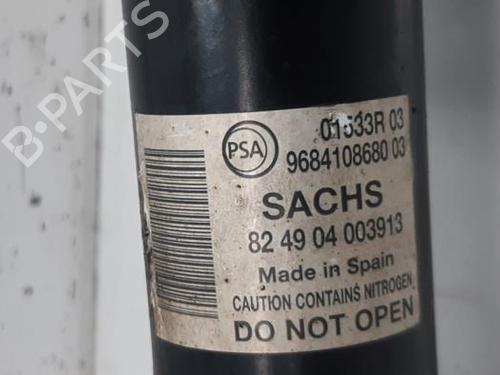 01533R 03
PSA
9684108680 03
SACHS
82 49 04 003913
Made in Spain
CAUTION CONTAINS NITROGEN
DO NOT OPEN
B-PARTS